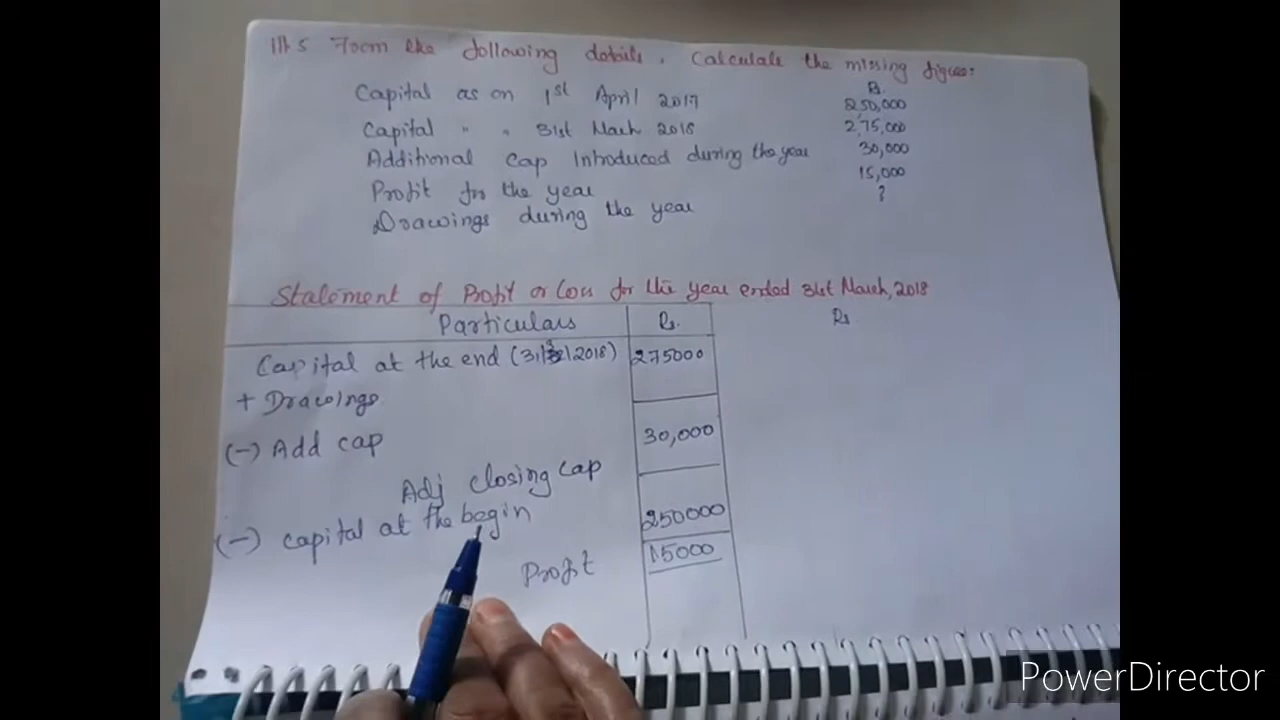 Ill 5 From the following details, Calculate the missing figure:
Rs.
Capital as on 1st April 2017 250,000
Capital " " 31st March 2018 2,75,000
Additional Cap Introduced during the year 30,000
Profit for the year 15,000
Drawings during the year ?
Statement of Profit or Loss for the year ended 31st March, 2018
Particulars Rs. Rs
Capital at the end (31/3/2018) 275000
+ Drawings
(-) Add cap 30,000
Adj closing cap
(-) capital at the begin 250000
Profit 15000
PowerDirector